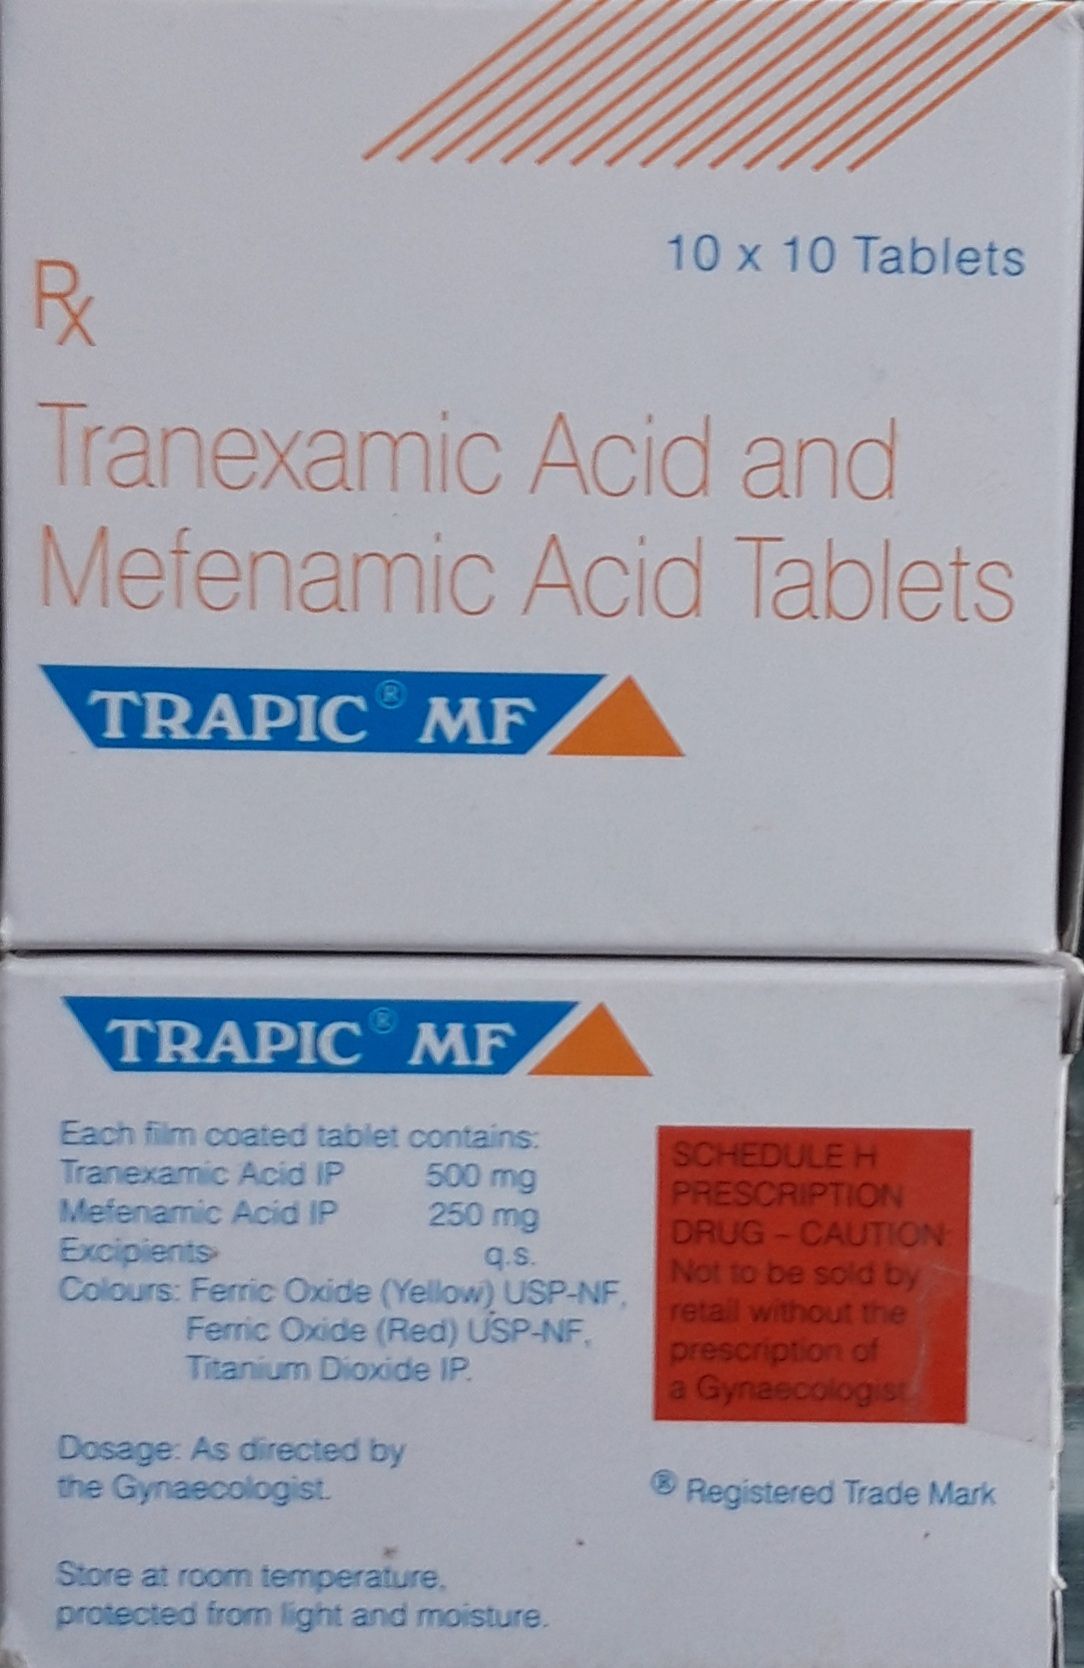 10 x 10 Tablets
Rx
Tranexamic Acid and
Mefenamic Acid Tablets
TRAPIC® MF
TRAPIC® MF
Each film coated tablet contains:
Tranexamic Acid IP 500 mg
Mefenamic Acid IP 250 mg
Excipients q.s.
Colours: Ferric Oxide (Yellow) USP-NF,
Ferric Oxide (Red) USP-NF,
Titanium Dioxide IP.
Dosage: As directed by
the Gynaecologist.
Store at room temperature,
protected from light and moisture.
SCHEDULE H
PRESCRIPTION
DRUG – CAUTION
Not to be sold by
retail without the
prescription of
a Gynaecologist
® Registered Trade Mark